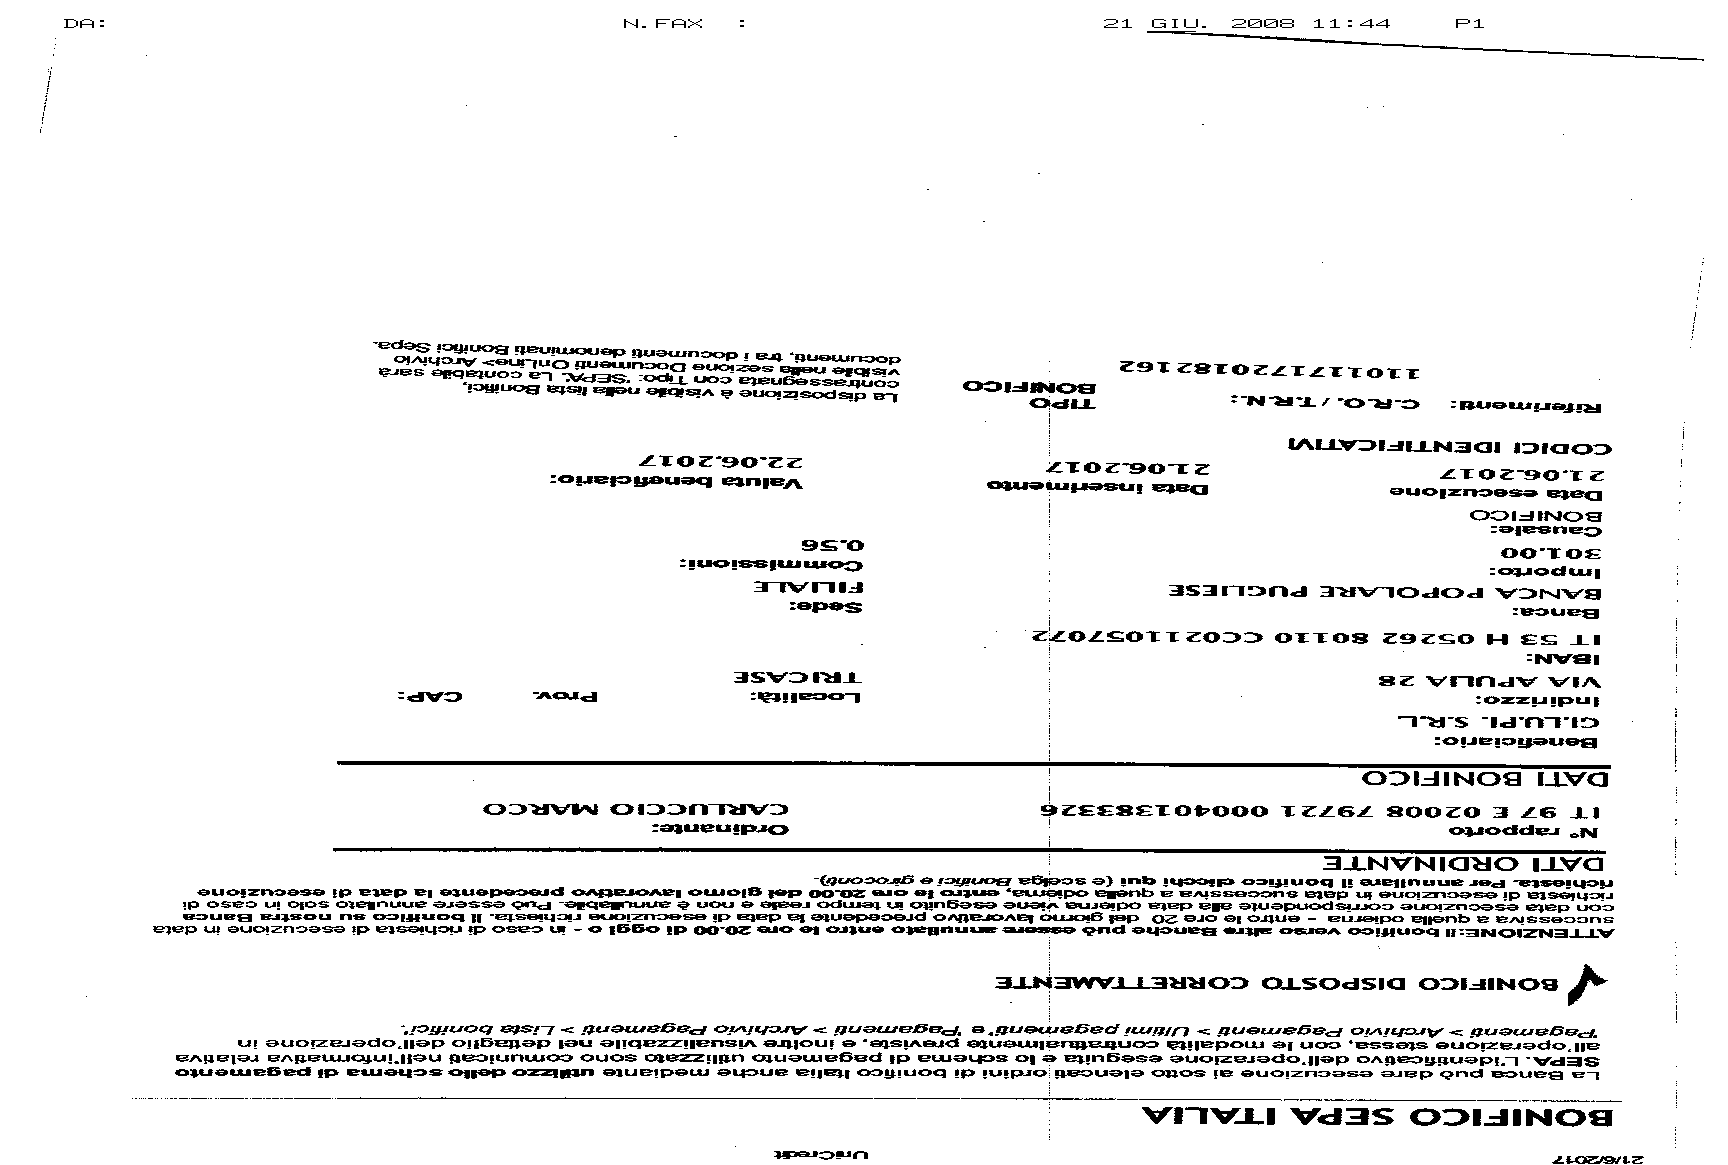 DA: N.FAX : 21 GIU. 2008 11:44 P1
21/6/2017 UniCredit
BONIFICO SEPA ITALIA
La Banca può dare esecuzione ai sotto elencati ordini di bonifico Italia anche mediante utilizzo dello schema di pagamento
SEPA. L'identificativo dell'operazione eseguita e lo schema di pagamento utilizzato sono comunicati nell'informativa relativa
all'operazione stessa, con le modalità contrattualmente previste, e inoltre visualizzabile nel dettaglio dell'operazione in
"Pagamenti > Archivio Pagamenti > Ultimi pagamenti" e "Pagamenti > Archivio Pagamenti > Lista bonifici".
BONIFICO DISPOSTO CORRETTAMENTE
ATTENZIONE:Il bonifico verso altre Banche può essere annullato entro le ore 20.00 di oggi o - in caso di richiesta di esecuzione in data
successiva a quella odierna - entro le ore 20 del giorno lavorativo precedente la data di esecuzione richiesta. Il bonifico su nostra Banca
con data esecuzione corrispondente alla data odierna viene eseguito in tempo reale e non è annullabile. Può essere annullato solo in caso di
richiesta di esecuzione in data successiva a quella odierna, entro le ore 20.00 del giorno lavorativo precedente la data di esecuzione
richiesta. Per annullare il bonifico clicchi qui (e scelga Bonifici e giroconti).
DATI ORDINANTE
N° rapporto Ordinante:
IT 97 E 02008 79721 000401383326 CARLUCCIO MARCO
DATI BONIFICO
Beneficiario:
GI.LU.PI. S.R.L
Indirizzo: Località: Prov. CAP:
VIA APULIA 28 TRICASE
IBAN:
IT 53 H 05262 80110 CC0211057072
Banca: Sede:
BANCA POPOLARE PUGLIESE FILIALE
Importo: Commissioni:
301.00 0.56
Causale:
BONIFICO
Data esecuzione Data inserimento Valuta beneficiario:
21.06.2017 21.06.2017 22.06.2017
CODICI IDENTIFICATIVI
Riferimenti: C.R.O. / T.R.N.: TIPO
1101171720182162 BONIFICO
La disposizione è visibile nella lista Bonifici,
contrassegnata con Tipo: "SEPA". La contabile sarà
visibile nella sezione Documenti OnLine> Archivio
documenti, tra i documenti denominati Bonifici Sepa.